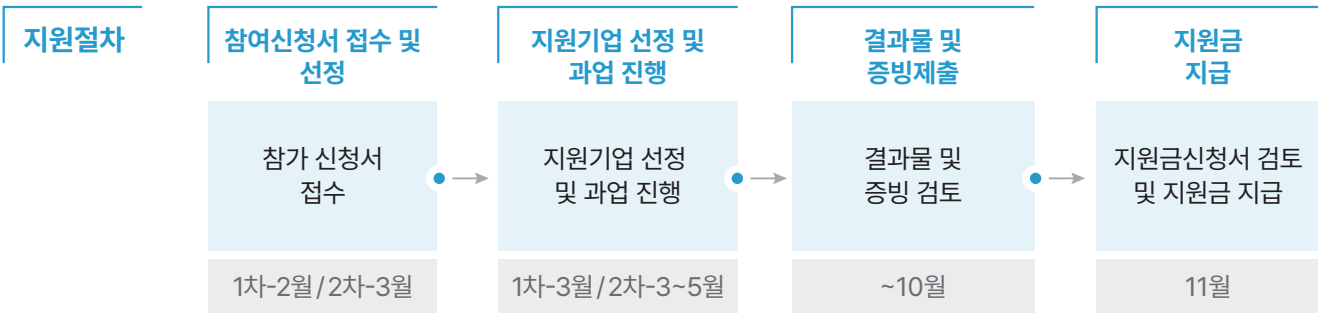 지원절차
참여신청서 접수 및
선정
지원기업 선정 및
과업 진행
결과물 및
증빙제출
지원금
지급
참가 신청서
접수
지원기업 선정
및 과업 진행
결과물 및
증빙 검토
지원금신청서 검토
및 지원금 지급
1차-2월/2차-3월
1차-3월/2차-3~5월
~10월
11월